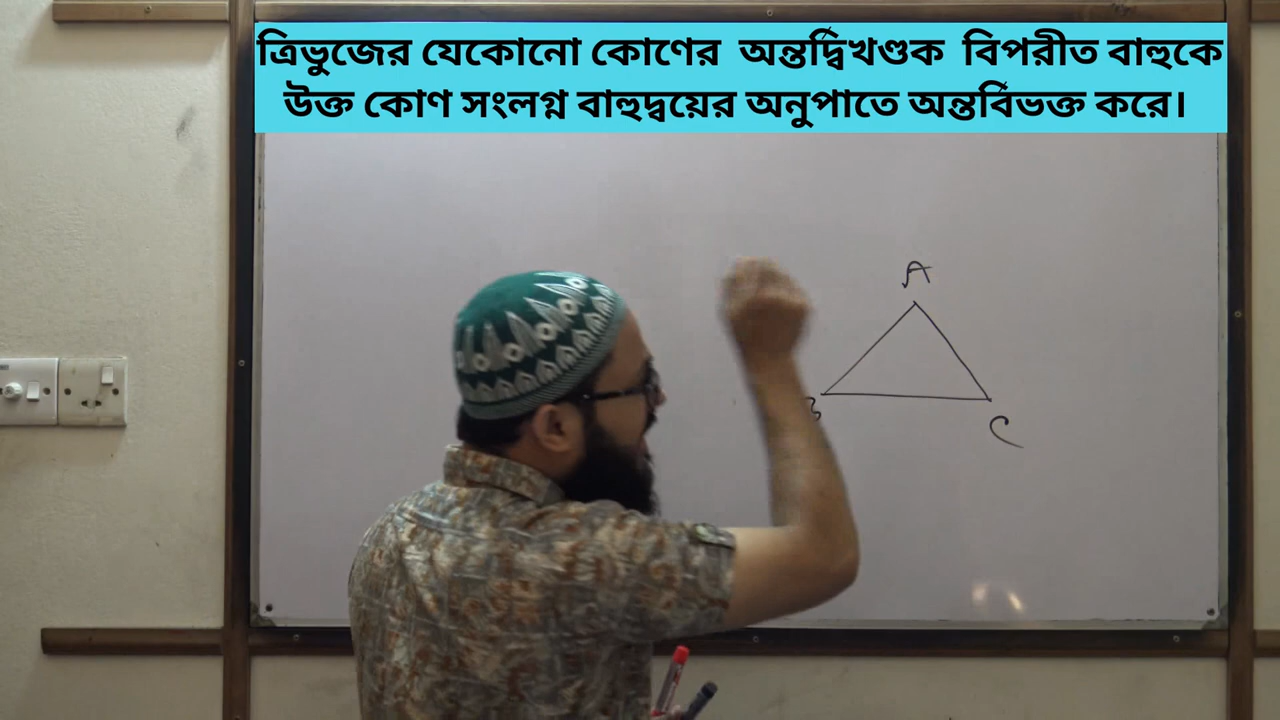 ত্রিভুজের যেকোনো কোণের অন্তর্দ্বিখণ্ডক বিপরীত বাহুকে
উক্ত কোণ সংলগ্ন বাহুদ্বয়ের অনুপাতে অন্তর্বিভক্ত করে।
A
B
C